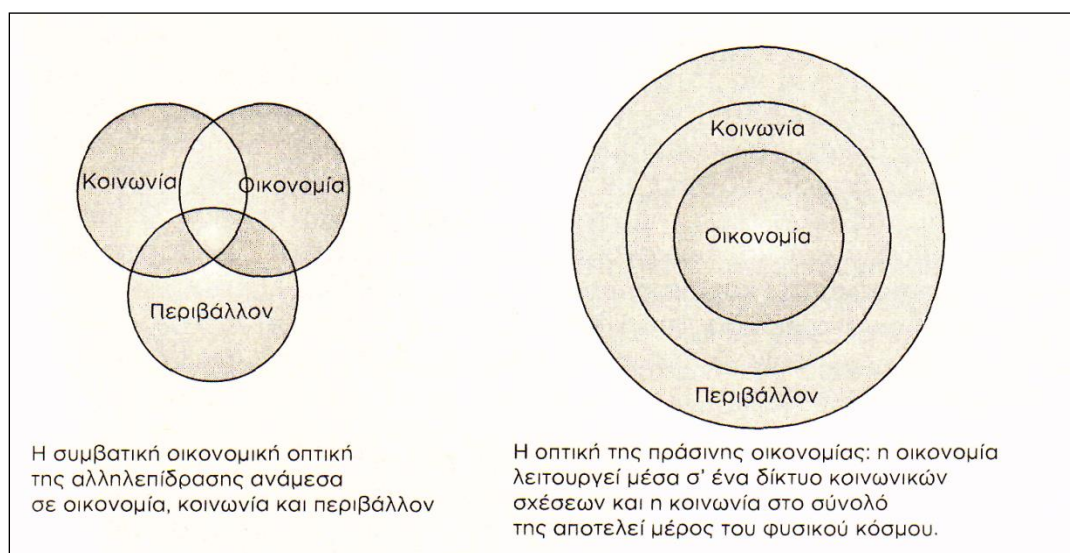 Κοινωνία
Οικονομία
Περιβάλλον
Η συμβατική οικονομική οπτική
της αλληλεπίδρασης ανάμεσα
σε οικονομία, κοινωνία και περιβάλλον
Κοινωνία
Οικονομία
Περιβάλλον
Η οπτική της πράσινης οικονομίας: η οικονομία
λειτουργεί μέσα σ' ένα δίκτυο κοινωνικών
σχέσεων και η κοινωνία στο σύνολό
της αποτελεί μέρος του φυσικού κόσμου.